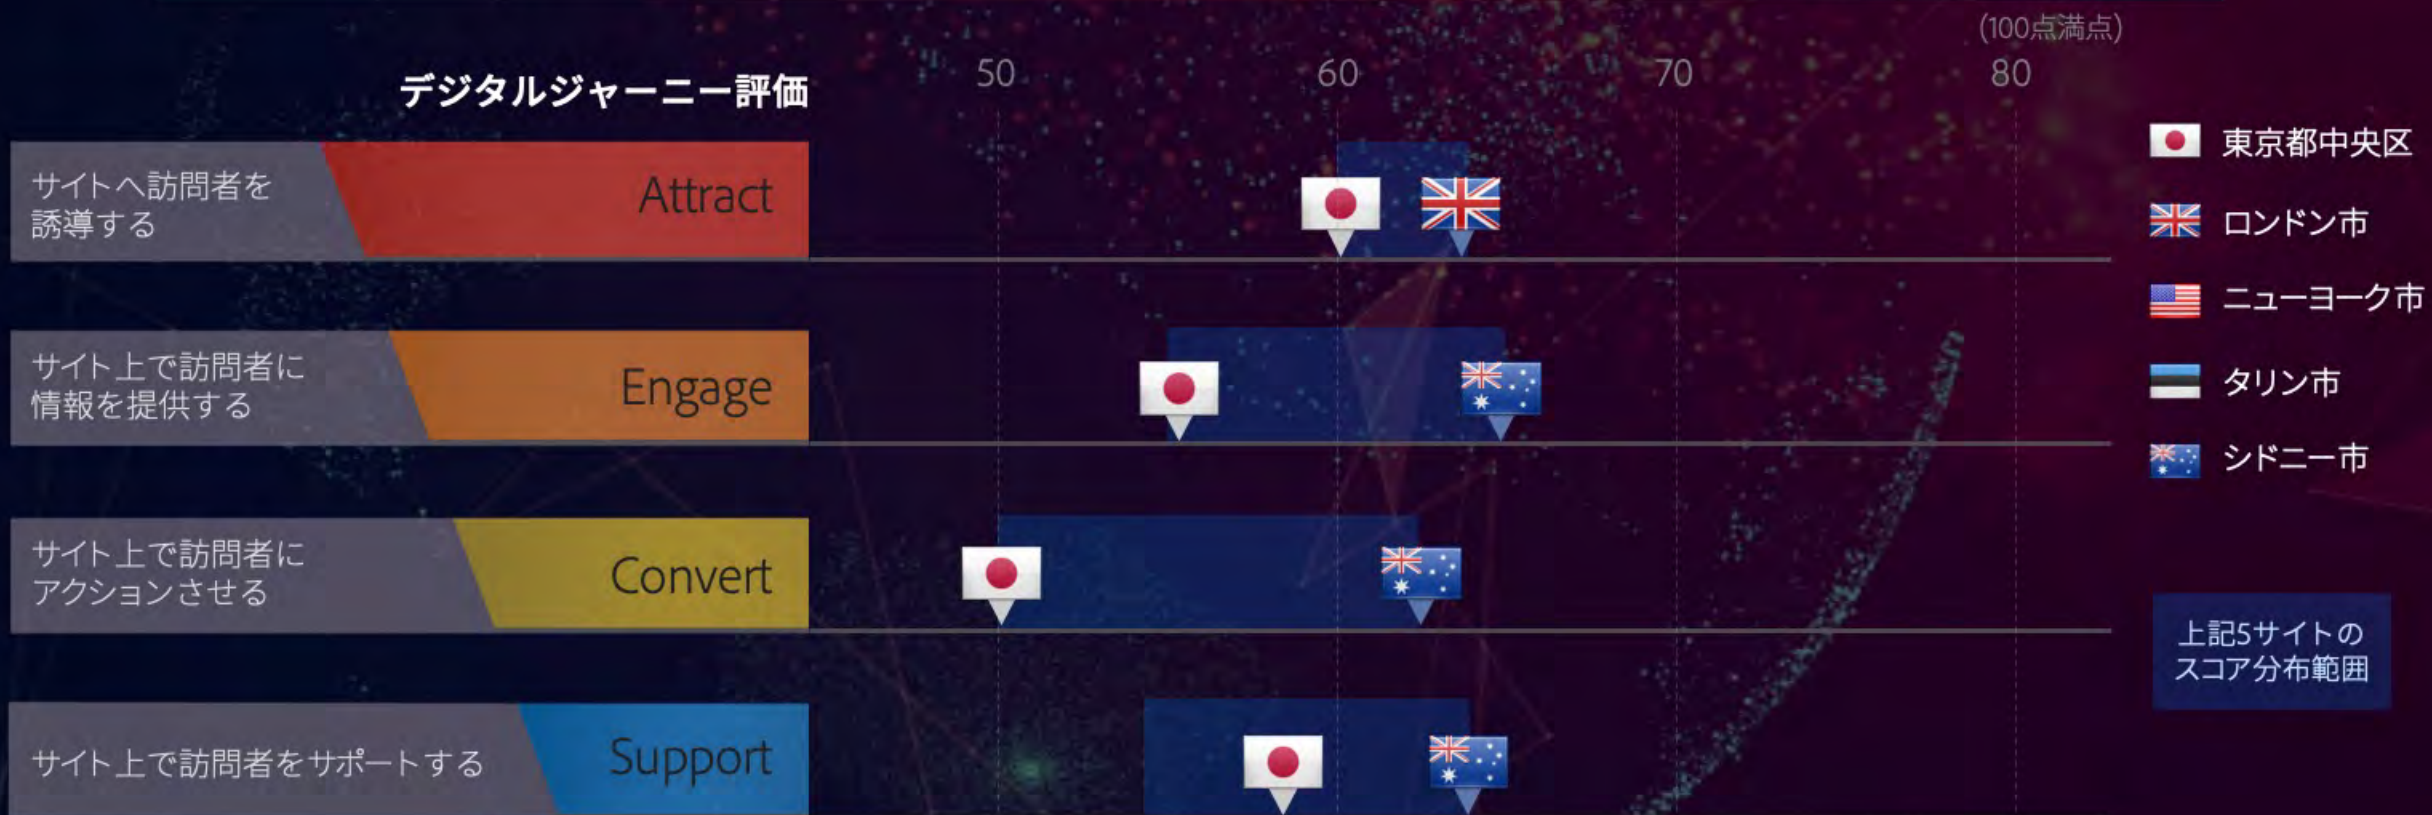 (100点満点)
デジタルジャーニー評価
50
60
70
80
サイトへ訪問者を
誘導する
Attract
サイト上で訪問者に
情報を提供する
Engage
サイト上で訪問者に
アクションさせる
Convert
サイト上で訪問者をサポートする
Support
東京都中央区
ロンドン市
ニューヨーク市
タリン市
シドニー市
上記5サイトの
スコア分布範囲